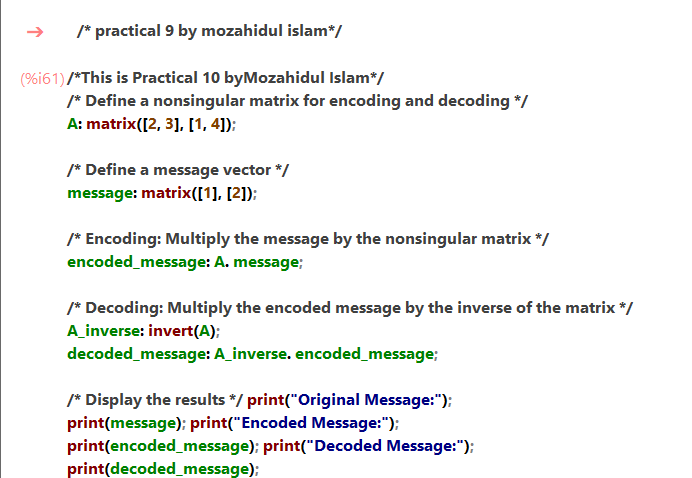 /* practical 9 by mozahidul islam*/
(%i61) /*This is Practical 10 byMozahidul Islam*/
/* Define a nonsingular matrix for encoding and decoding */
A: matrix([2, 3], [1, 4]);
/* Define a message vector */
message: matrix([1], [2]);
/* Encoding: Multiply the message by the nonsingular matrix */
encoded_message: A. message;
/* Decoding: Multiply the encoded message by the inverse of the matrix */
A_inverse: invert(A);
decoded_message: A_inverse. encoded_message;
/* Display the results */ print("Original Message:");
print(message); print("Encoded Message:");
print(encoded_message); print("Decoded Message:");
print(decoded_message);